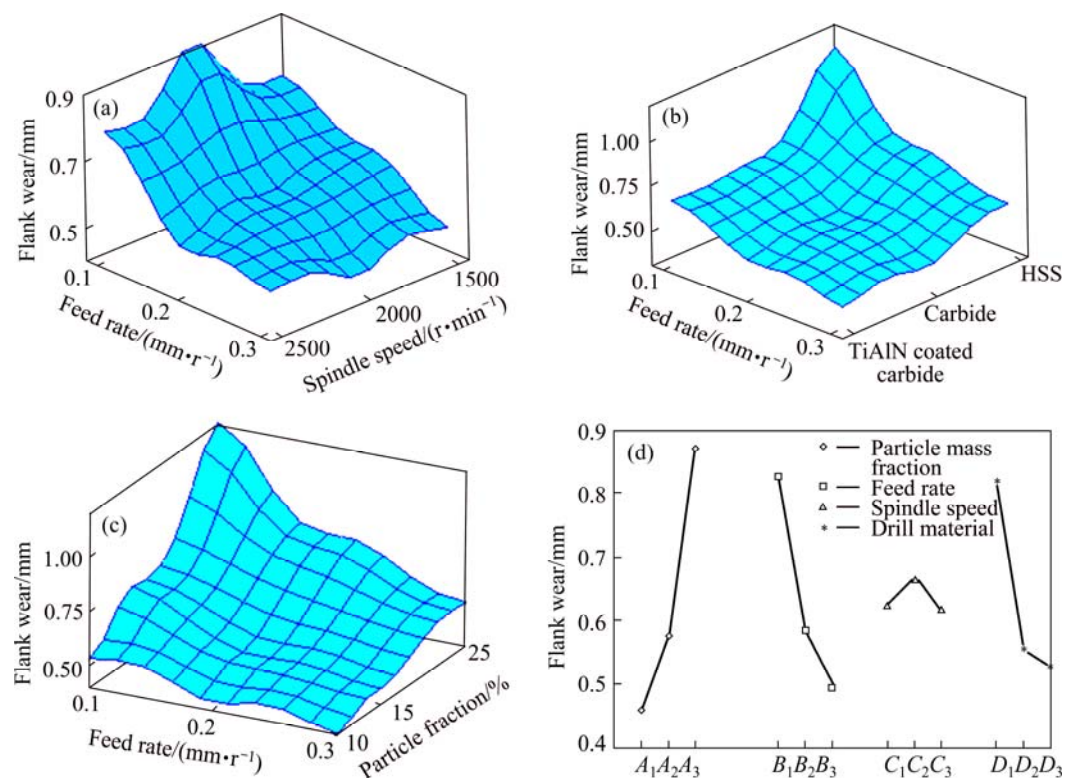 (a)
0.9
0.7
0.5
Flank wear/mm
0.1
0.2
0.3
Feed rate/(mm•r⁻¹)
1500
2000
2500
Spindle speed/(r•min⁻¹)
(b)
1.00
0.75
0.50
Flank wear/mm
0.1
0.2
0.3
Feed rate/(mm•r⁻¹)
HSS
Carbide
TiAlN coated
carbide
(c)
1.00
0.75
0.50
Flank wear/mm
0.1
0.2
0.3
Feed rate/(mm•r⁻¹)
25
15
10
Particle fraction/%
(d)
0.9
0.8
0.7
0.6
0.5
0.4
Flank wear/mm
Particle mass
fraction
Feed rate
Spindle speed
Drill material
A₁A₂A₃
B₁B₂B₃
C₁C₂C₃
D₁D₂D₃